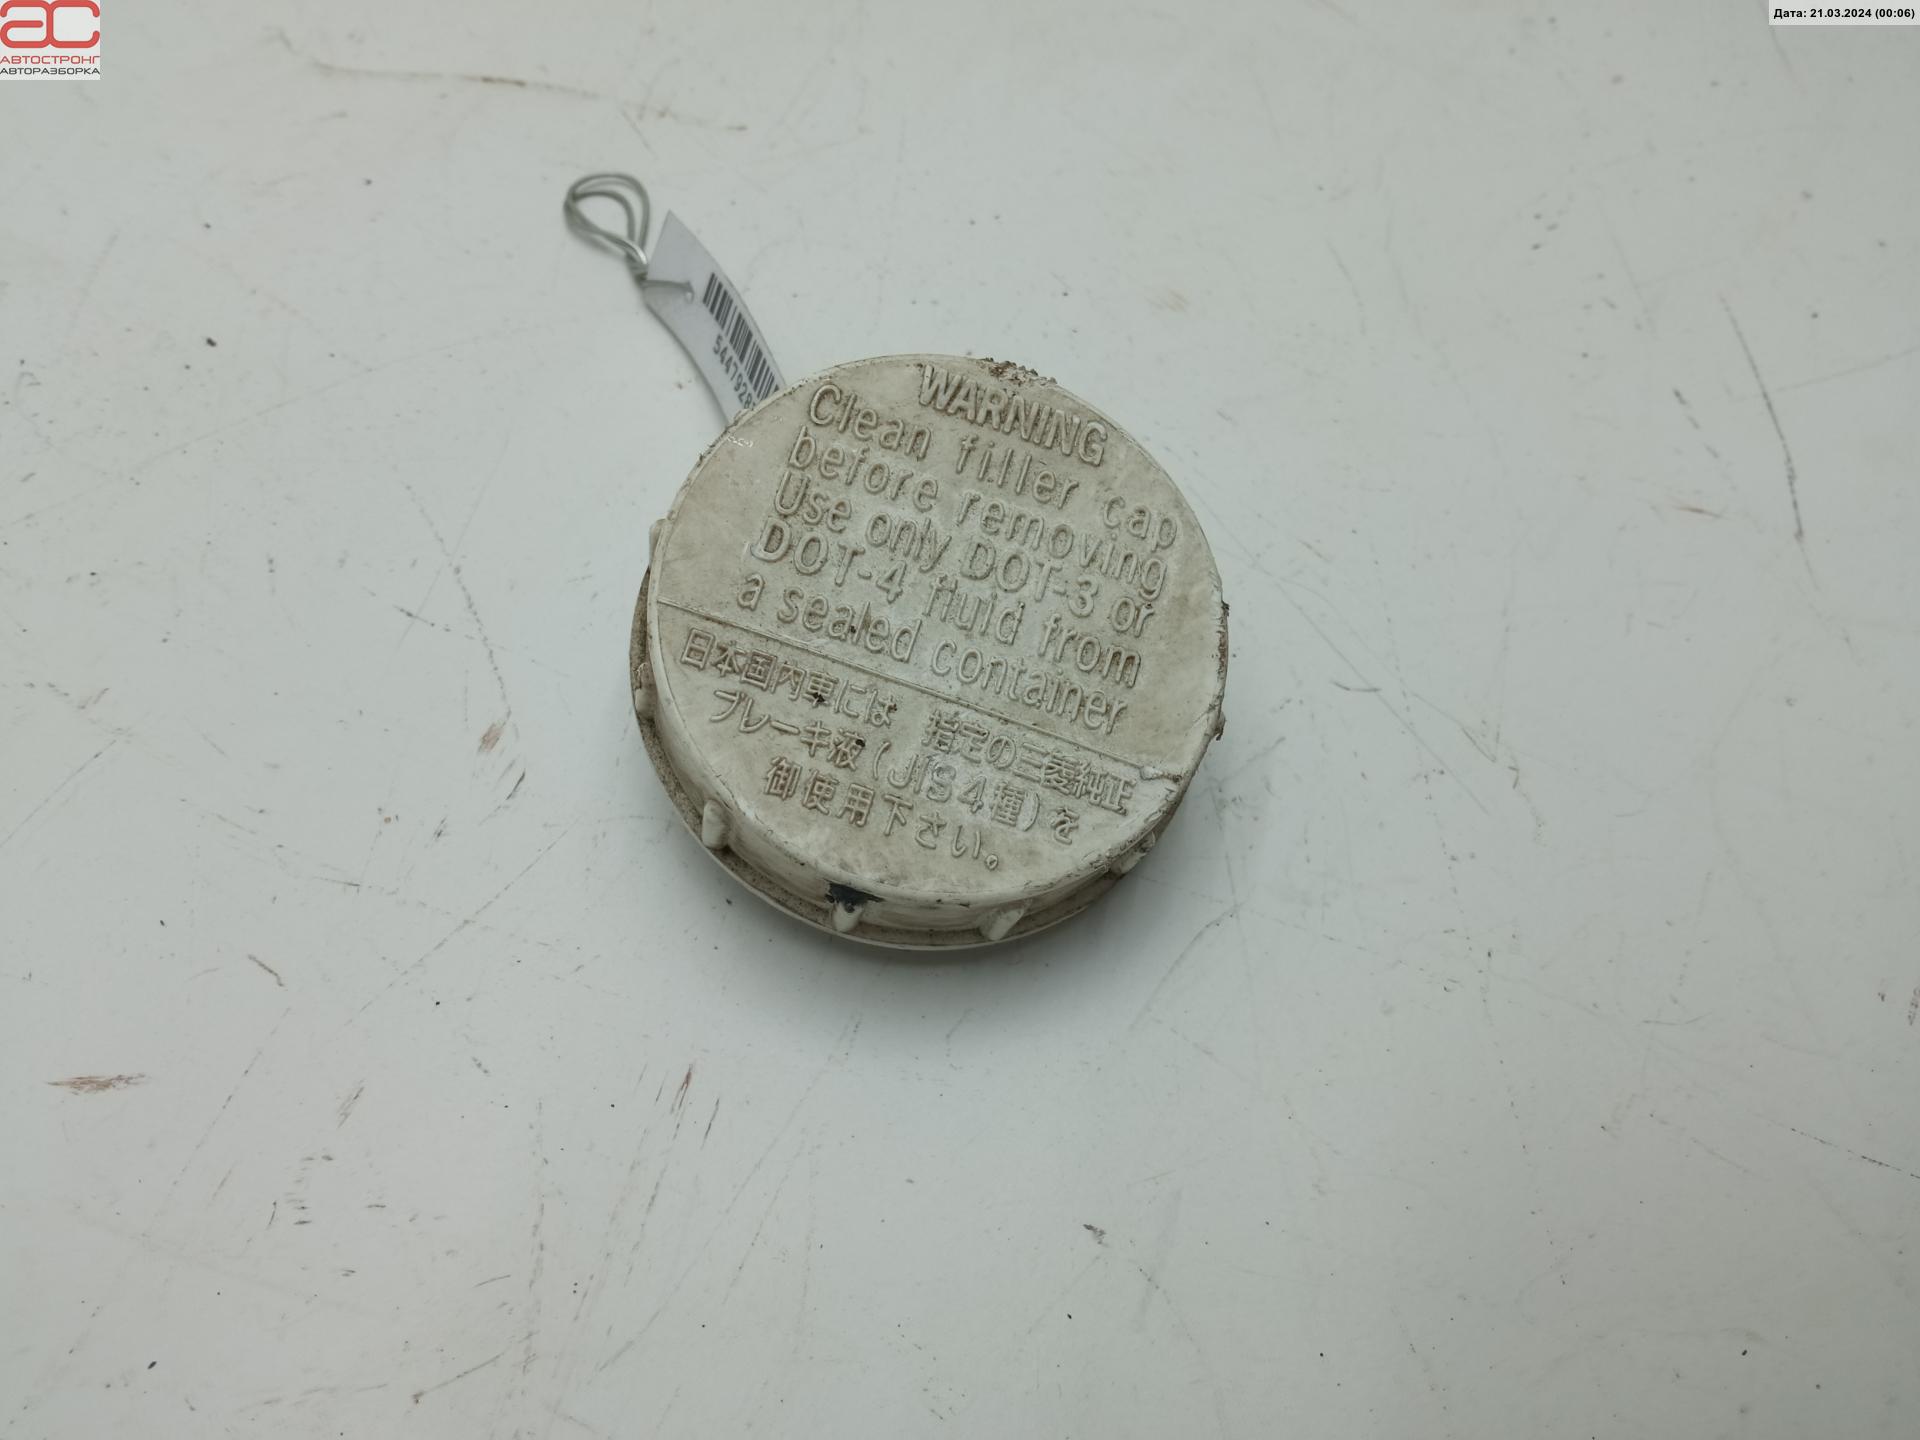 АВТОСТРОНГ
АВТОРАЗБОРКА
Дата: 21.03.2024 (00:06)
WARNING
Clean filler cap
before removing
Use only DOT-3 or
DOT-4 fluid from
a sealed container
日本国内車には 指定の三菱純正
ブレーキ液(JIS4種)を
御使用下さい。